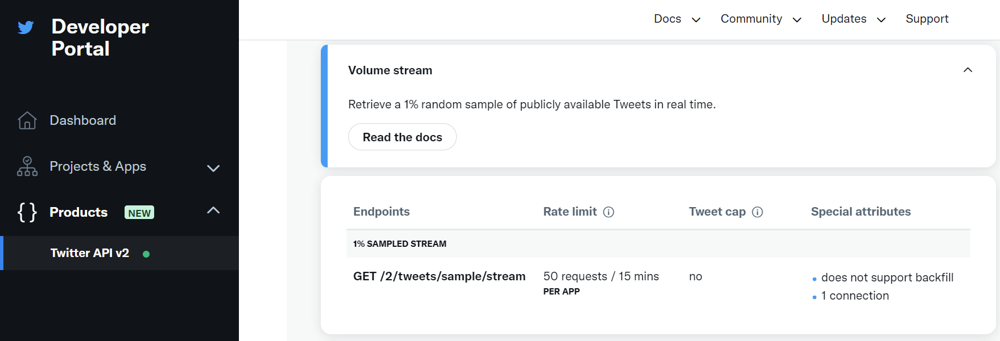 Developer
Portal
Docs
Community
Updates
Support
Dashboard
Projects & Apps
Products
NEW
Twitter API v2
Volume stream
Retrieve a 1% random sample of publicly available Tweets in real time.
Read the docs
Endpoints
Rate limit
Tweet cap
Special attributes
1% SAMPLED STREAM
GET /2/tweets/sample/stream
50 requests / 15 mins
PER APP
no
does not support backfill
1 connection